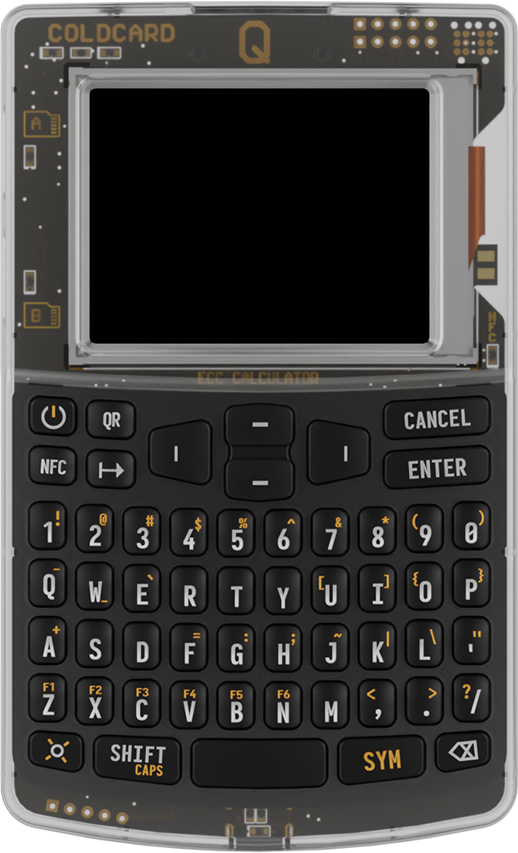 COLDCARD Q
A
B
NFC
ECC CALCULATOR
QR CANCEL
NFC ENTER
1 ! 2 @ 3 # 4 $ 5 % 6 ^ 7 & 8 * 9 ( 0 )
Q - W _ E ` R T Y U [ I ] O { P }
A + S D F = G : H ; J ~ K | L \ ' "
F1 Z F2 X F3 C F4 V F5 B F6 N M , < . > / ?
SHIFT SYM
CAPS